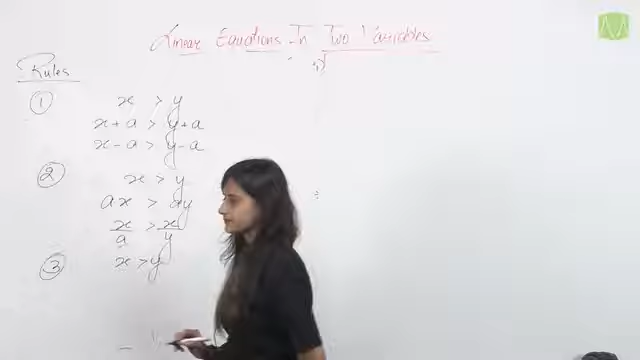 Linear Equations In Two Variables
x, y
Rules
① x > y
x + a > y + a
x - a > y - a
② x > y
ax > ay
x/a > x/y
③ x > y